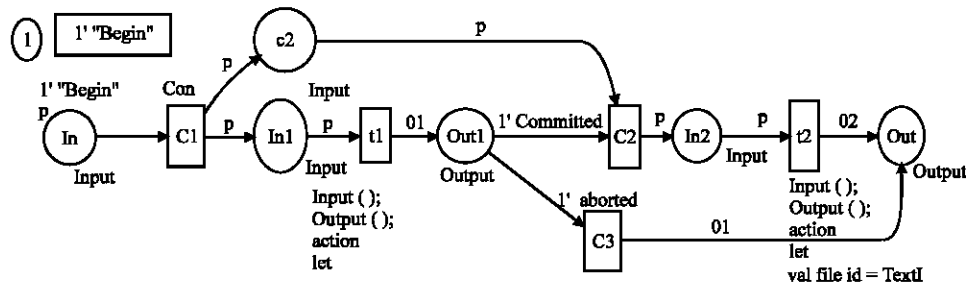 1
1' "Begin"
c2
p
p
1' "Begin"
p
Con
Input
In
C1
p
In1
p
t1
01
Out1
1' Committed
C2
p
In2
p
t2
02
Out
Input
Input
Output
Input
Output
Input ( );
Output ( );
action
let
1' aborted
C3
01
Input ( );
Output ( );
action
let
val file id = TextI